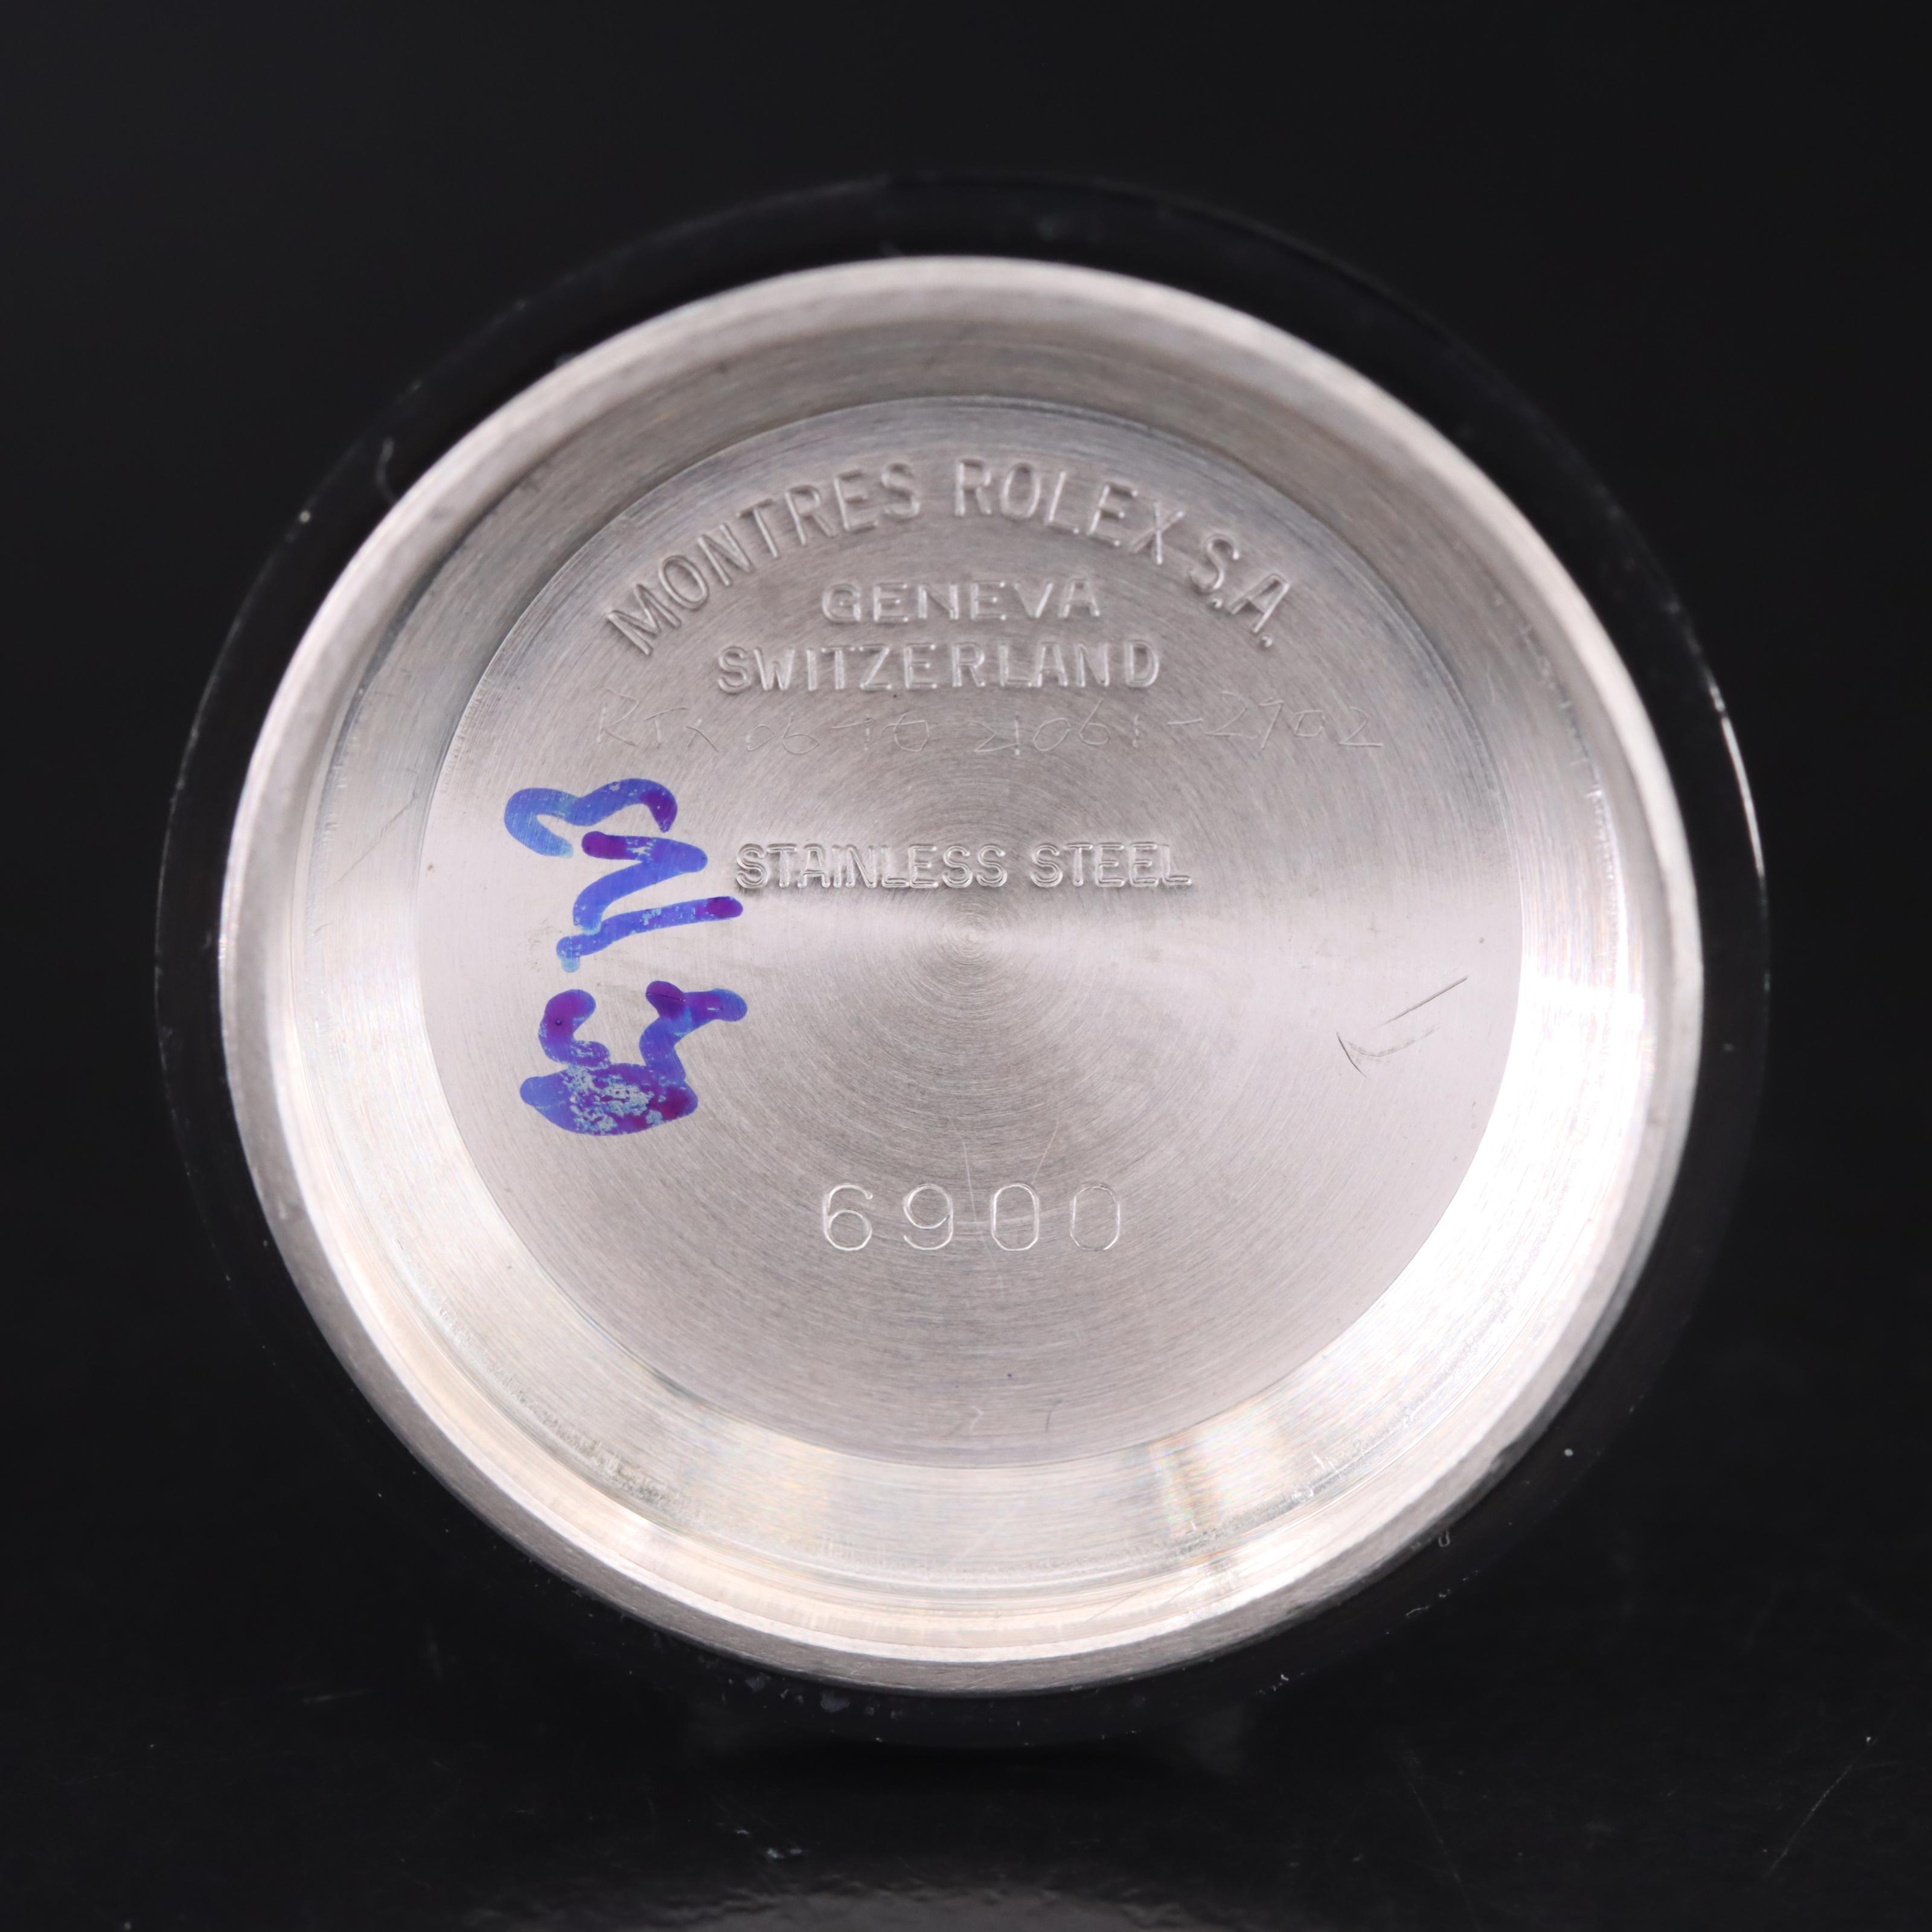 MONTRES ROLEX S.A.
GENEVA
SWITZERLAND
STAINLESS STEEL
6900